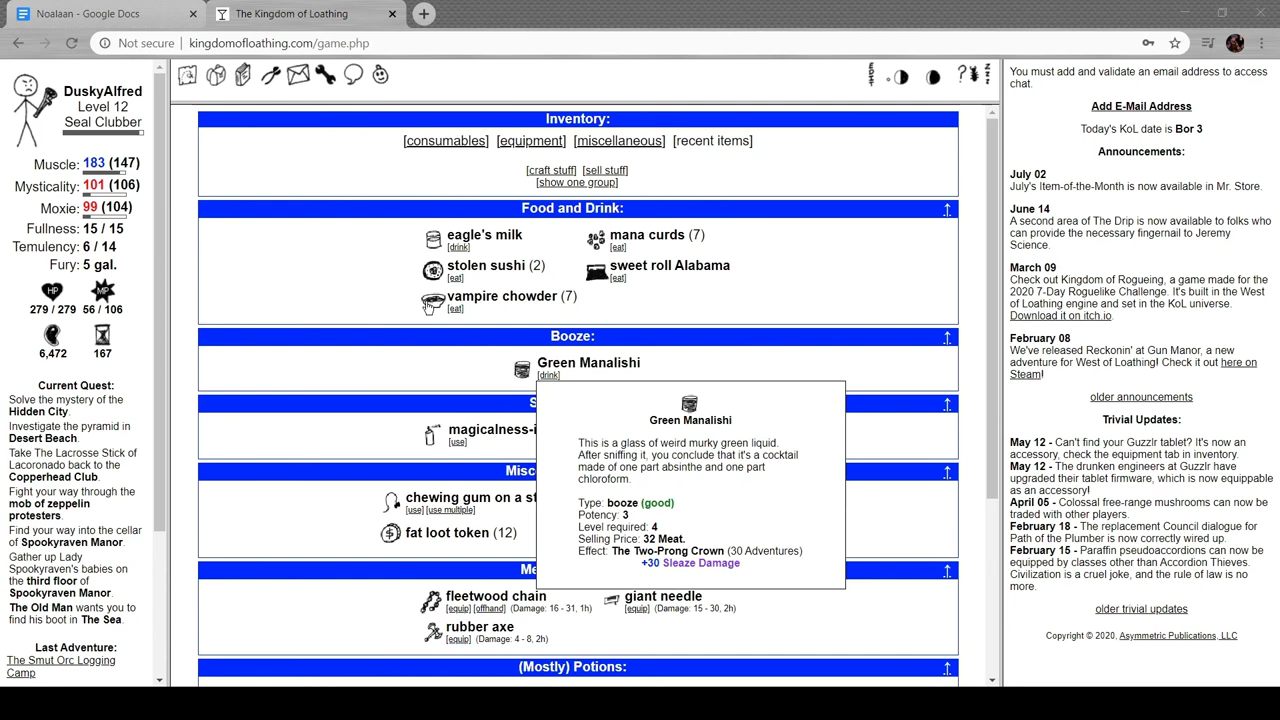 Noalaan - Google Docs
The Kingdom of Loathing
Not secure
kingdomofloathing.com/game.php
DuskyAlfred
Level 12
Seal Clubber
Muscle: 183 (147)
Mysticality: 101 (106)
Moxie: 99 (104)
Fullness: 15 / 15
Temulency: 6 / 14
Fury: 5 gal.
HP MP
279 / 279 56 / 106
6,472 167
Current Quest:
Solve the mystery of the
Hidden City.
Investigate the pyramid in
Desert Beach.
Take The Lacrosse Stick of
Lacoronado back to the
Copperhead Club.
Fight your way through the
mob of zeppelin
protesters.
Find your way into the cellar
of Spookyraven Manor.
Gather up Lady
Spookyraven's babies on
the third floor of
Spookyraven Manor.
The Old Man wants you to
find his boot in The Sea.
Last Adventure:
The Smut Orc Logging
Camp
Inventory:
[consumables] [equipment] [miscellaneous] [recent items]
[craft stuff] [sell stuff]
[show one group]
Food and Drink:
eagle's milk
[drink]
mana curds (7)
[eat]
stolen sushi (2)
[eat]
sweet roll Alabama
[eat]
vampire chowder (7)
[eat]
Booze:
Green Manalishi
[drink]
S
magicalness-i
[use]
Misc
chewing gum on a st
[use] [use multiple]
fat loot token (12)
Me
fleetwood chain
[equip] [offhand] (Damage: 16 - 31, 1h)
giant needle
[equip] (Damage: 15 - 30, 2h)
rubber axe
[equip] (Damage: 4 - 8, 2h)
(Mostly) Potions:
Green Manalishi
This is a glass of weird murky green liquid.
After sniffing it, you conclude that it's a cocktail
made of one part absinthe and one part
chloroform.
Type: booze (good)
Potency: 3
Level required: 4
Selling Price: 32 Meat.
Effect: The Two-Prong Crown (30 Adventures)
+30 Sleaze Damage
You must add and validate an email address to access
chat.
Add E-Mail Address
Today's KoL date is Bor 3
Announcements:
July 02
July's Item-of-the-Month is now available in Mr. Store.
June 14
A second area of The Drip is now available to folks who
can provide the necessary fingernail to Jeremy
Science.
March 09
Check out Kingdom of Rogueing, a game made for the
2020 7-Day Roguelike Challenge. It's built in the West
of Loathing engine and set in the KoL universe.
Download it on itch.io.
February 08
We've released Reckonin' at Gun Manor, a new
adventure for West of Loathing! Check it out here on
Steam!
older announcements
Trivial Updates:
May 12 - Can't find your Guzzlr tablet? It's now an
accessory, check the equipment tab in inventory.
May 12 - The drunken engineers at Guzzlr have
upgraded their tablet firmware, which is now equippable
as an accessory!
April 05 - Colossal free-range mushrooms can now be
traded with other players.
February 18 - The replacement Council dialogue for
Path of the Plumber is now correctly wired up.
February 15 - Paraffin pseudoaccordions can now be
equipped by classes other than Accordion Thieves.
Civilization is a cruel joke, and the rule of law is no
more.
older trivial updates
Copyright © 2020, Asymmetric Publications, LLC